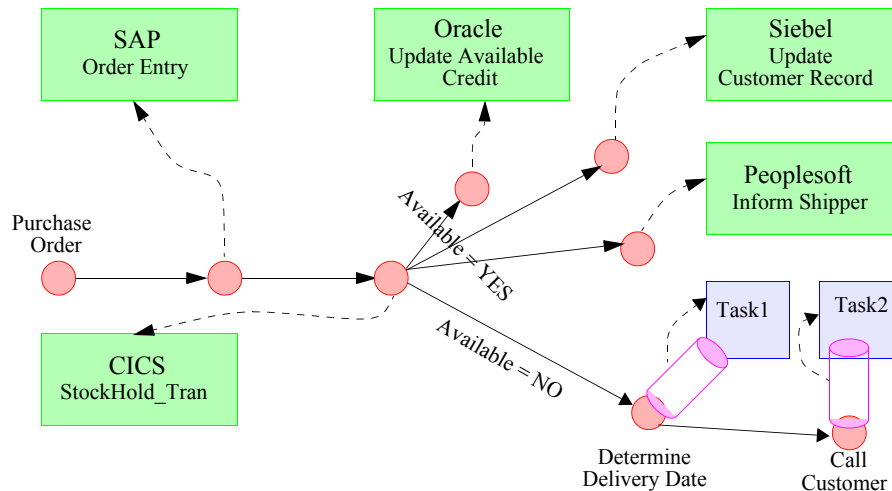 SAP
Order Entry
Oracle
Update Available
Credit
Siebel
Update
Customer Record
Peoplesoft
Inform Shipper
Purchase
Order
Available = YES
Available = NO
Task1
Task2
CICS
StockHold_Tran
Determine
Delivery Date
Call
Customer